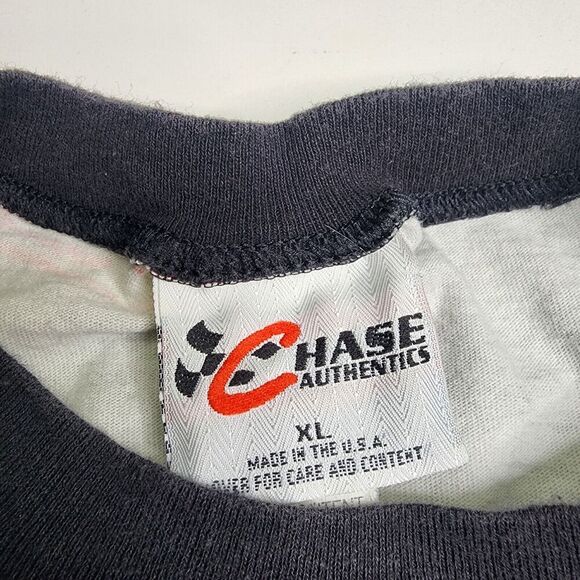 CHASE
AUTHENTICS
XL
MADE IN THE U.S.A.
OVER FOR CARE AND CONTENT